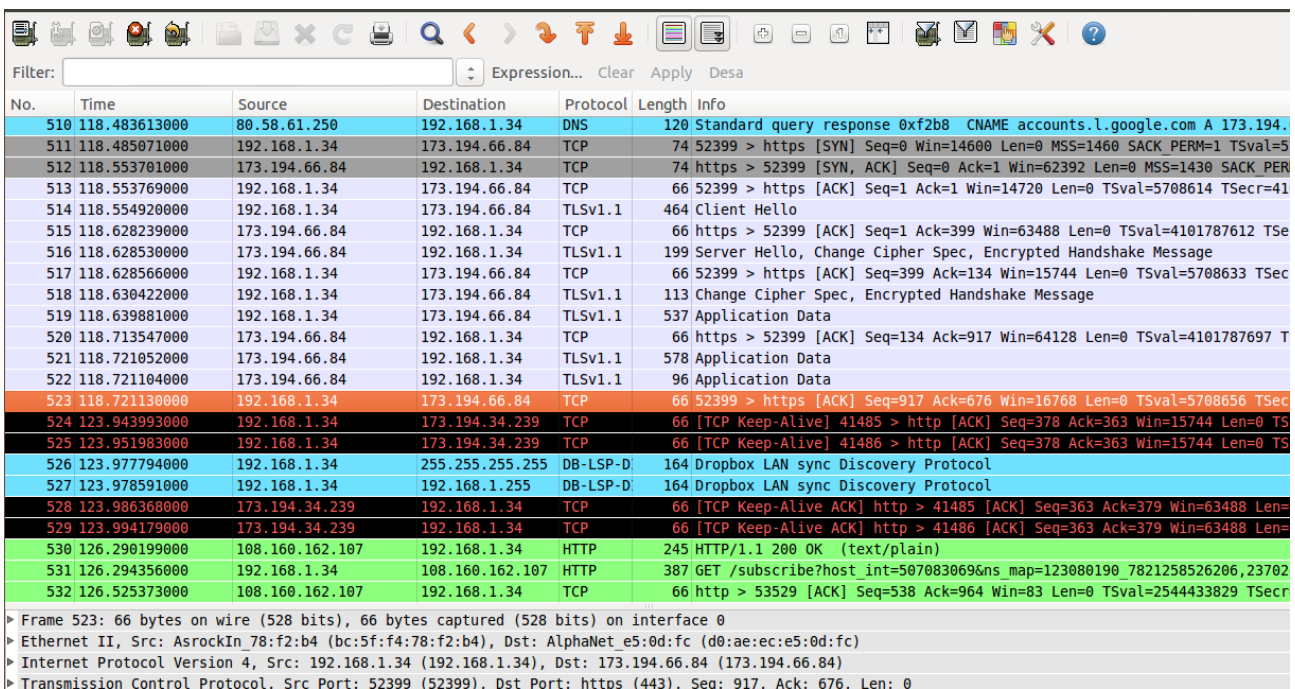 Filter: Expression... Clear Apply Desa
No. Time Source Destination Protocol Length Info
510 118.483613000 80.58.61.250 192.168.1.34 DNS 120 Standard query response 0xf2b8 CNAME accounts.l.google.com A 173.194.
511 118.485071000 192.168.1.34 173.194.66.84 TCP 74 52399 > https [SYN] Seq=0 Win=14600 Len=0 MSS=1460 SACK_PERM=1 TSval=5
512 118.553701000 173.194.66.84 192.168.1.34 TCP 74 https > 52399 [SYN, ACK] Seq=0 Ack=1 Win=62392 Len=0 MSS=1430 SACK_PER
513 118.553769000 192.168.1.34 173.194.66.84 TCP 66 52399 > https [ACK] Seq=1 Ack=1 Win=14720 Len=0 TSval=5708614 TSecr=41
514 118.554920000 192.168.1.34 173.194.66.84 TLSv1.1 464 Client Hello
515 118.628239000 173.194.66.84 192.168.1.34 TCP 66 https > 52399 [ACK] Seq=1 Ack=399 Win=63488 Len=0 TSval=4101787612 TSe
516 118.628530000 173.194.66.84 192.168.1.34 TLSv1.1 199 Server Hello, Change Cipher Spec, Encrypted Handshake Message
517 118.628566000 192.168.1.34 173.194.66.84 TCP 66 52399 > https [ACK] Seq=399 Ack=134 Win=15744 Len=0 TSval=5708633 TSec
518 118.630422000 192.168.1.34 173.194.66.84 TLSv1.1 113 Change Cipher Spec, Encrypted Handshake Message
519 118.639881000 192.168.1.34 173.194.66.84 TLSv1.1 537 Application Data
520 118.713547000 173.194.66.84 192.168.1.34 TCP 66 https > 52399 [ACK] Seq=134 Ack=917 Win=64128 Len=0 TSval=4101787697 T
521 118.721052000 173.194.66.84 192.168.1.34 TLSv1.1 578 Application Data
522 118.721104000 173.194.66.84 192.168.1.34 TLSv1.1 96 Application Data
523 118.721130000 192.168.1.34 173.194.66.84 TCP 66 52399 > https [ACK] Seq=917 Ack=676 Win=16768 Len=0 TSval=5708656 TSec
524 123.943993000 192.168.1.34 173.194.34.239 TCP 66 [TCP Keep-Alive] 41485 > http [ACK] Seq=378 Ack=363 Win=15744 Len=0 TS
525 123.951983000 192.168.1.34 173.194.34.239 TCP 66 [TCP Keep-Alive] 41486 > http [ACK] Seq=378 Ack=363 Win=15744 Len=0 TS
526 123.977794000 192.168.1.34 255.255.255.255 DB-LSP-D 164 Dropbox LAN sync Discovery Protocol
527 123.978591000 192.168.1.34 192.168.1.255 DB-LSP-D 164 Dropbox LAN sync Discovery Protocol
528 123.986368000 173.194.34.239 192.168.1.34 TCP 66 [TCP Keep-Alive ACK] http > 41485 [ACK] Seq=363 Ack=379 Win=63488 Len=
529 123.994179000 173.194.34.239 192.168.1.34 TCP 66 [TCP Keep-Alive ACK] http > 41486 [ACK] Seq=363 Ack=379 Win=63488 Len=
530 126.290199000 108.160.162.107 192.168.1.34 HTTP 245 HTTP/1.1 200 OK (text/plain)
531 126.294356000 192.168.1.34 108.160.162.107 HTTP 387 GET /subscribe?host_int=507083069&ns_map=123080190_7821258526206,23702
532 126.525373000 108.160.162.107 192.168.1.34 HTTP 66 http > 53529 [ACK] Seq=538 Ack=964 Win=83 Len=0 TSval=2544433829 TSecr
Frame 523: 66 bytes on wire (528 bits), 66 bytes captured (528 bits) on interface 0
Ethernet II, Src: AsrockIn_78:f2:b4 (bc:5f:f4:78:f2:b4), Dst: AlphaNet_e5:0d:fc (d0:ae:ec:e5:0d:fc)
Internet Protocol Version 4, Src: 192.168.1.34 (192.168.1.34), Dst: 173.194.66.84 (173.194.66.84)
Transmission Control Protocol, Src Port: 52399 (52399), Dst Port: https (443), Seq: 917, Ack: 676, Len: 0